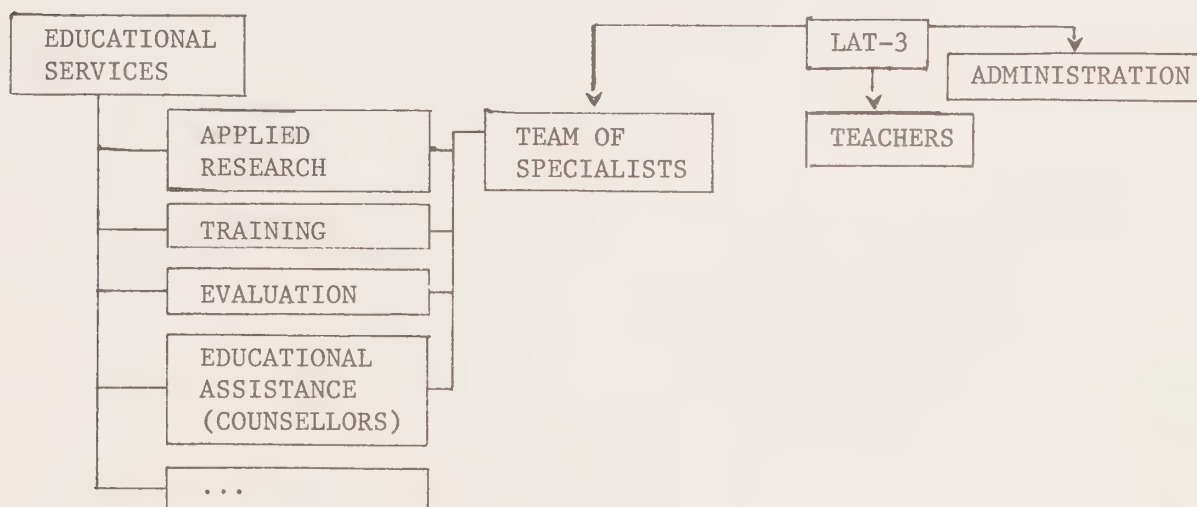 EDUCATIONAL
SERVICES
LAT-3
ADMINISTRATION
APPLIED
RESEARCH
TEAM OF
SPECIALISTS
TEACHERS
TRAINING
EVALUATION
EDUCATIONAL
ASSISTANCE
(COUNSELLORS)
...